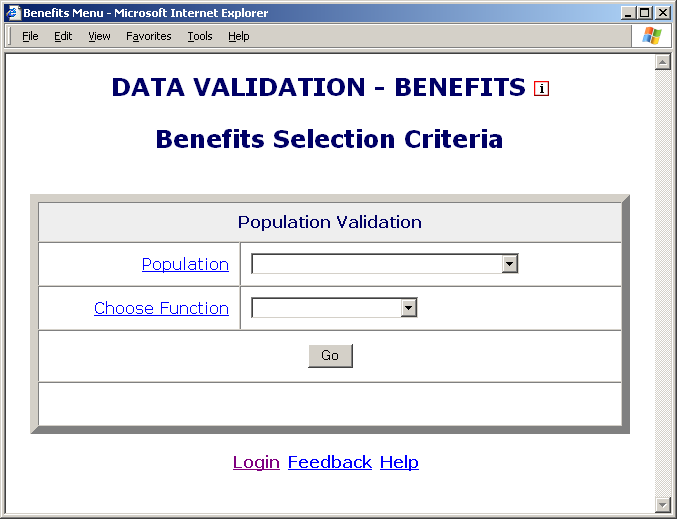 Benefits Menu - Microsoft Internet Explorer
File Edit View Favorites Tools Help
DATA VALIDATION - BENEFITS i
Benefits Selection Criteria
Population Validation
Population
Choose Function
Go
Login Feedback Help